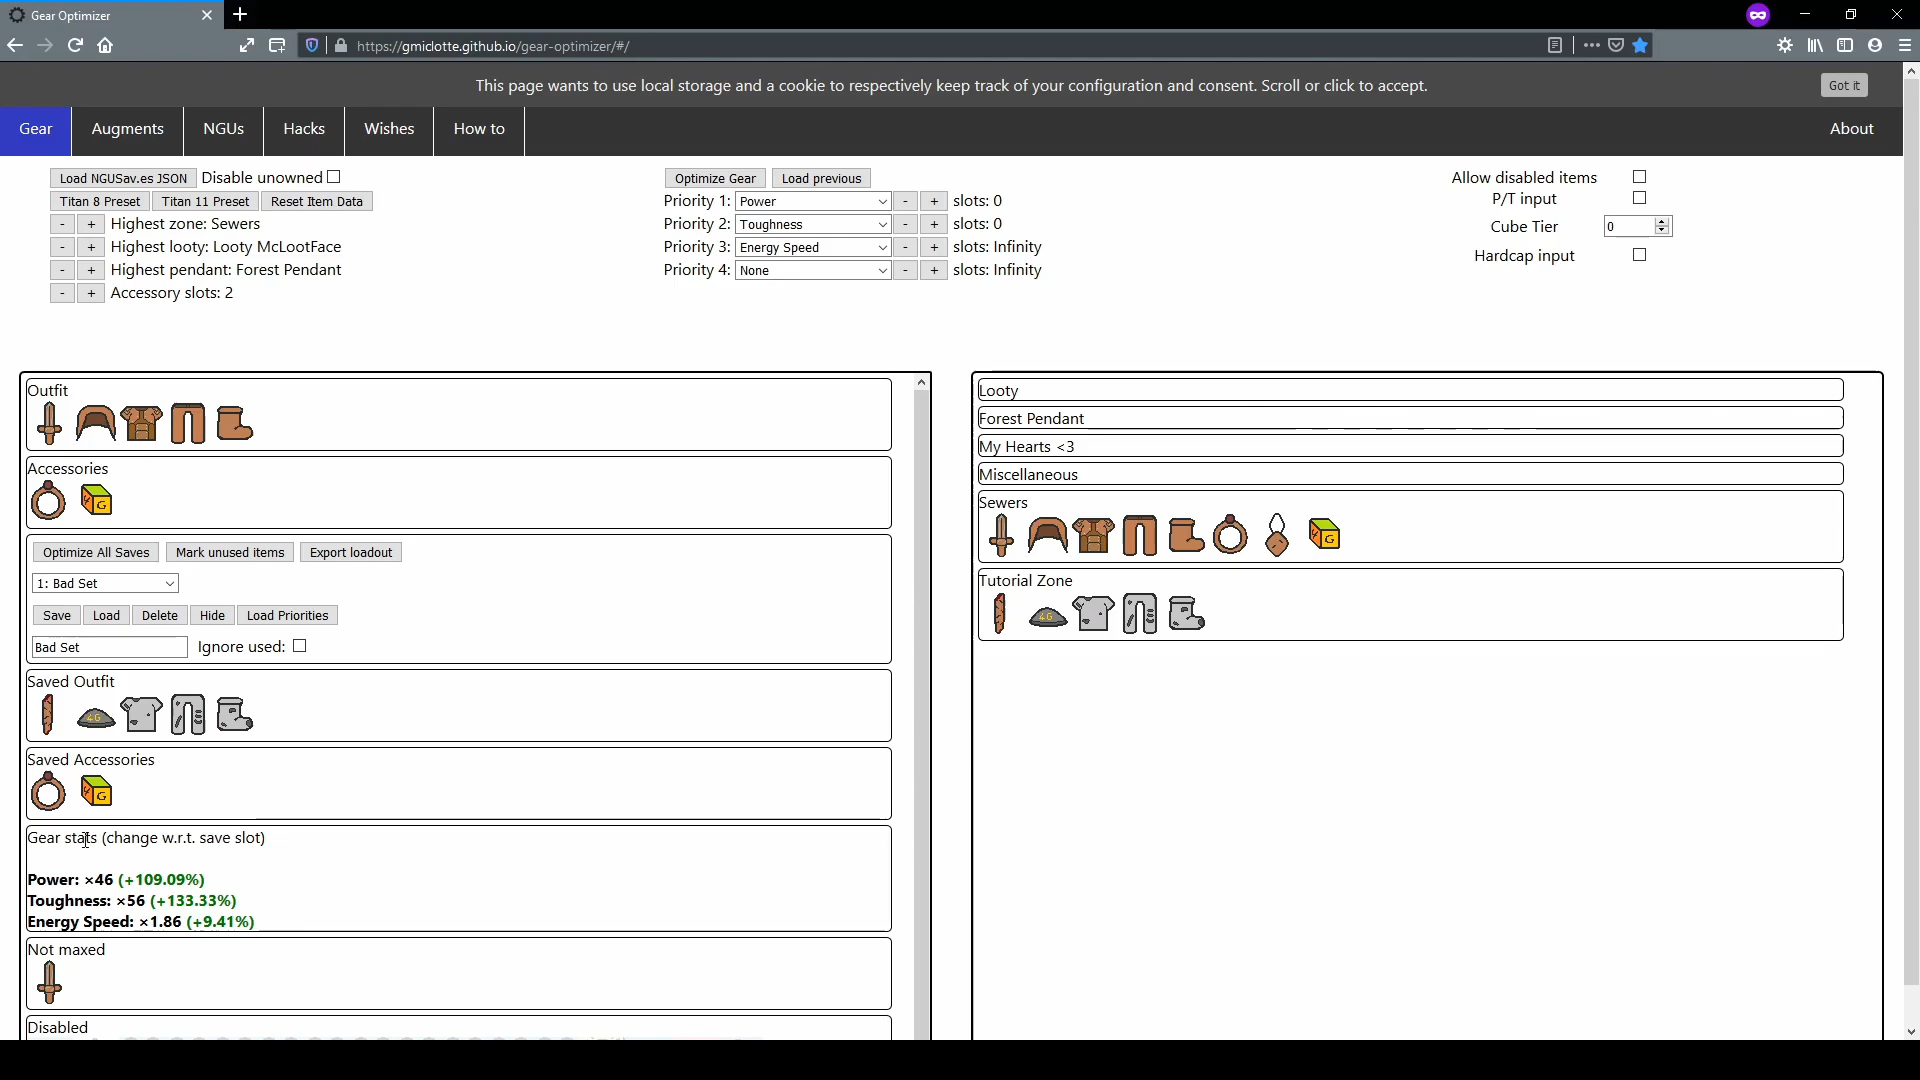 Gear Optimizer
https://gmiclotte.github.io/gear-optimizer/#/
This page wants to use local storage and a cookie to respectively keep track of your configuration and consent. Scroll or click to accept.
Got it
Gear
Augments
NGUs
Hacks
Wishes
How to
About
Load NGUSav.es JSON
Disable unowned
Titan 8 Preset
Titan 11 Preset
Reset Item Data
- + Highest zone: Sewers
- + Highest looty: Looty McLootFace
- + Highest pendant: Forest Pendant
- + Accessory slots: 2
Optimize Gear
Load previous
Priority 1: Power - + slots: 0
Priority 2: Toughness - + slots: 0
Priority 3: Energy Speed - + slots: Infinity
Priority 4: None - + slots: Infinity
Allow disabled items
P/T input
Cube Tier 0
Hardcap input
Outfit
Accessories
G
Optimize All Saves
Mark unused items
Export loadout
1: Bad Set
Save
Load
Delete
Hide
Load Priorities
Bad Set
Ignore used:
Saved Outfit
4G
Saved Accessories
G
Gear stats (change w.r.t. save slot)
Power: ×46 (+109.09%)
Toughness: ×56 (+133.33%)
Energy Speed: ×1.86 (+9.41%)
Not maxed
Disabled
Looty
Forest Pendant
My Hearts <3
Miscellaneous
Sewers
G
Tutorial Zone
4G